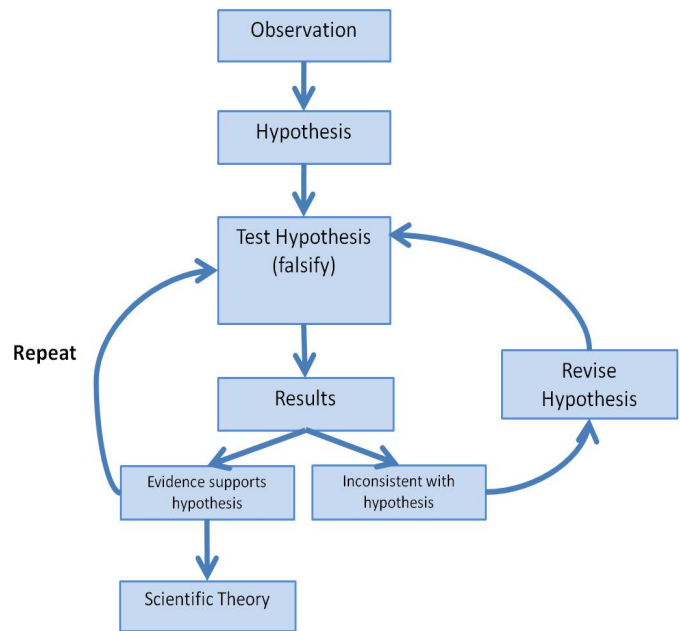 Observation
Hypothesis
Test Hypothesis
(falsify)
Repeat
Results
Revise
Hypothesis
Evidence supports
hypothesis
Inconsistent with
hypothesis
Scientific Theory